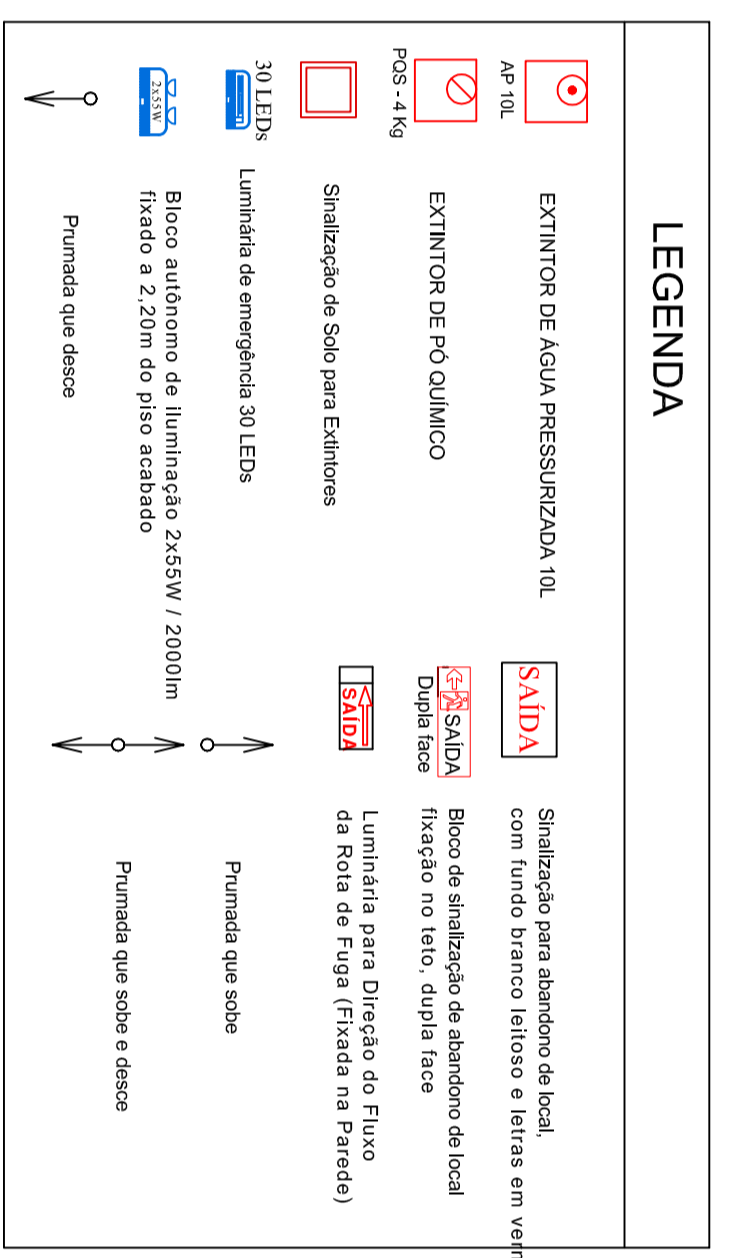 LEGENDA
AP 10L
EXTINTOR DE ÁGUA PRESSURIZADA 10L
PQS - 4 Kg
EXTINTOR DE PÓ QUÍMICO
Sinalização de Solo para Extintores
30 LEDs
Luminária de emergência 30 LEDs
2x55W
Bloco autônomo de iluminação 2x55W / 2000lm
fixado a 2,20m do piso acabado
Prumada que desce
SAÍDA
Sinalização para abandono de local,
com fundo branco leitoso e letras em
SAÍDA
Dupla face
Bloco de sinalização de abandono de local
fixação no teto, dupla face
SAÍDA
Luminária para Direção do Fluxo
da Rota de Fuga (Fixada na Parede)
Prumada que sobe
Prumada que sobe e desce